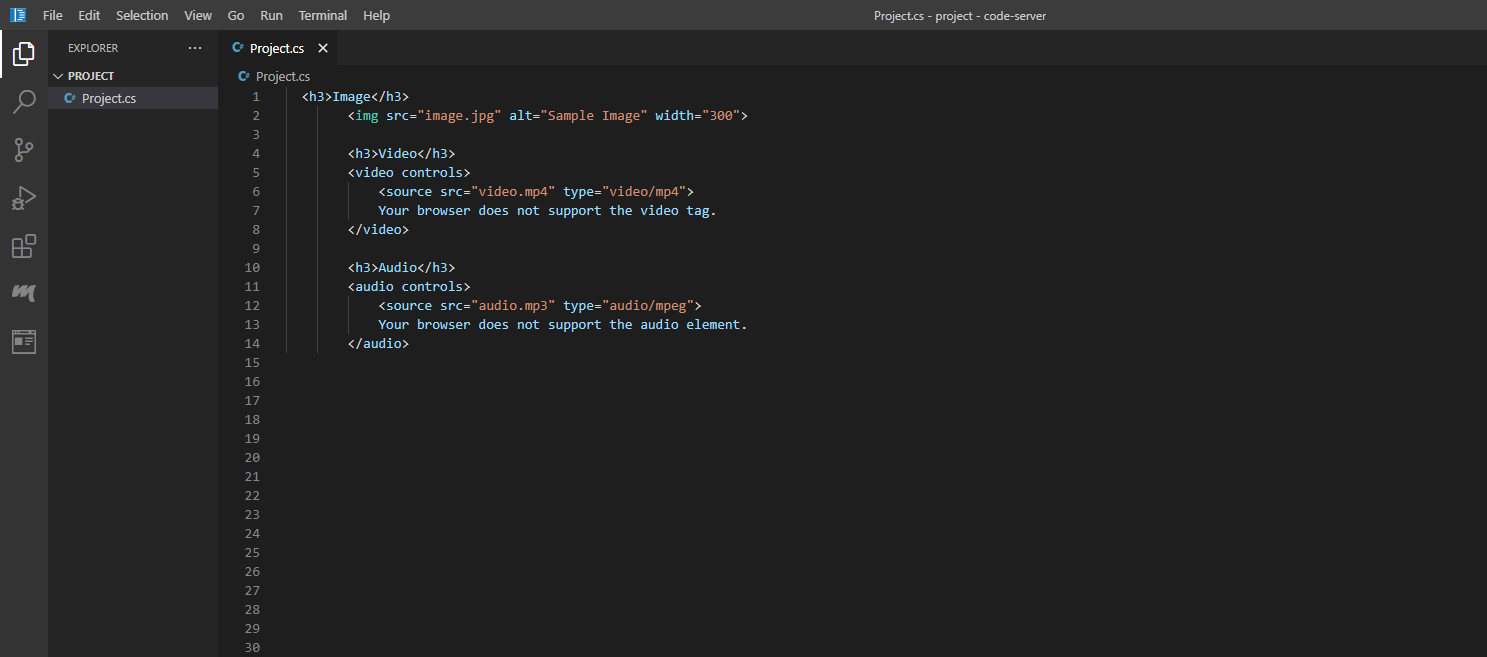 File Edit Selection View Go Run Terminal Help Project.cs - project - code-server
EXPLORER ···
PROJECT
C# Project.cs
C# Project.cs ×
C# Project.cs
1 <h3>Image</h3>
2 <img src="image.jpg" alt="Sample Image" width="300">
3
4 <h3>Video</h3>
5 <video controls>
6 <source src="video.mp4" type="video/mp4">
7 Your browser does not support the video tag.
8 </video>
9
10 <h3>Audio</h3>
11 <audio controls>
12 <source src="audio.mp3" type="audio/mpeg">
13 Your browser does not support the audio element.
14 </audio>
15
16
17
18
19
20
21
22
23
24
25
26
27
28
29
30